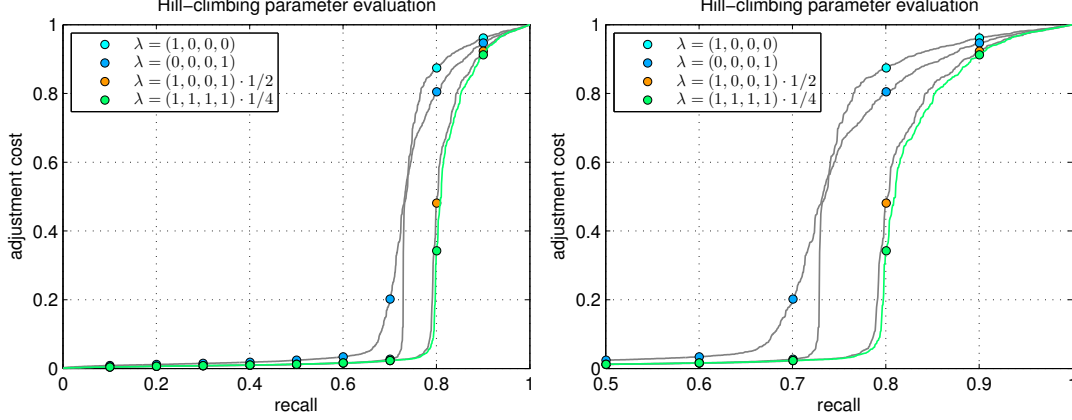 Hill−climbing parameter evaluation
1
0.8
0.6
0.4
0.2
0
adjustment cost
λ = (1, 0, 0, 0)
λ = (0, 0, 0, 1)
λ = (1, 0, 0, 1) · 1/2
λ = (1, 1, 1, 1) · 1/4
0 0.2 0.4 0.6 0.8 1
recall
Hill−climbing parameter evaluation
1
0.8
0.6
0.4
0.2
0
adjustment cost
λ = (1, 0, 0, 0)
λ = (0, 0, 0, 1)
λ = (1, 0, 0, 1) · 1/2
λ = (1, 1, 1, 1) · 1/4
0.5 0.6 0.7 0.8 0.9 1
recall